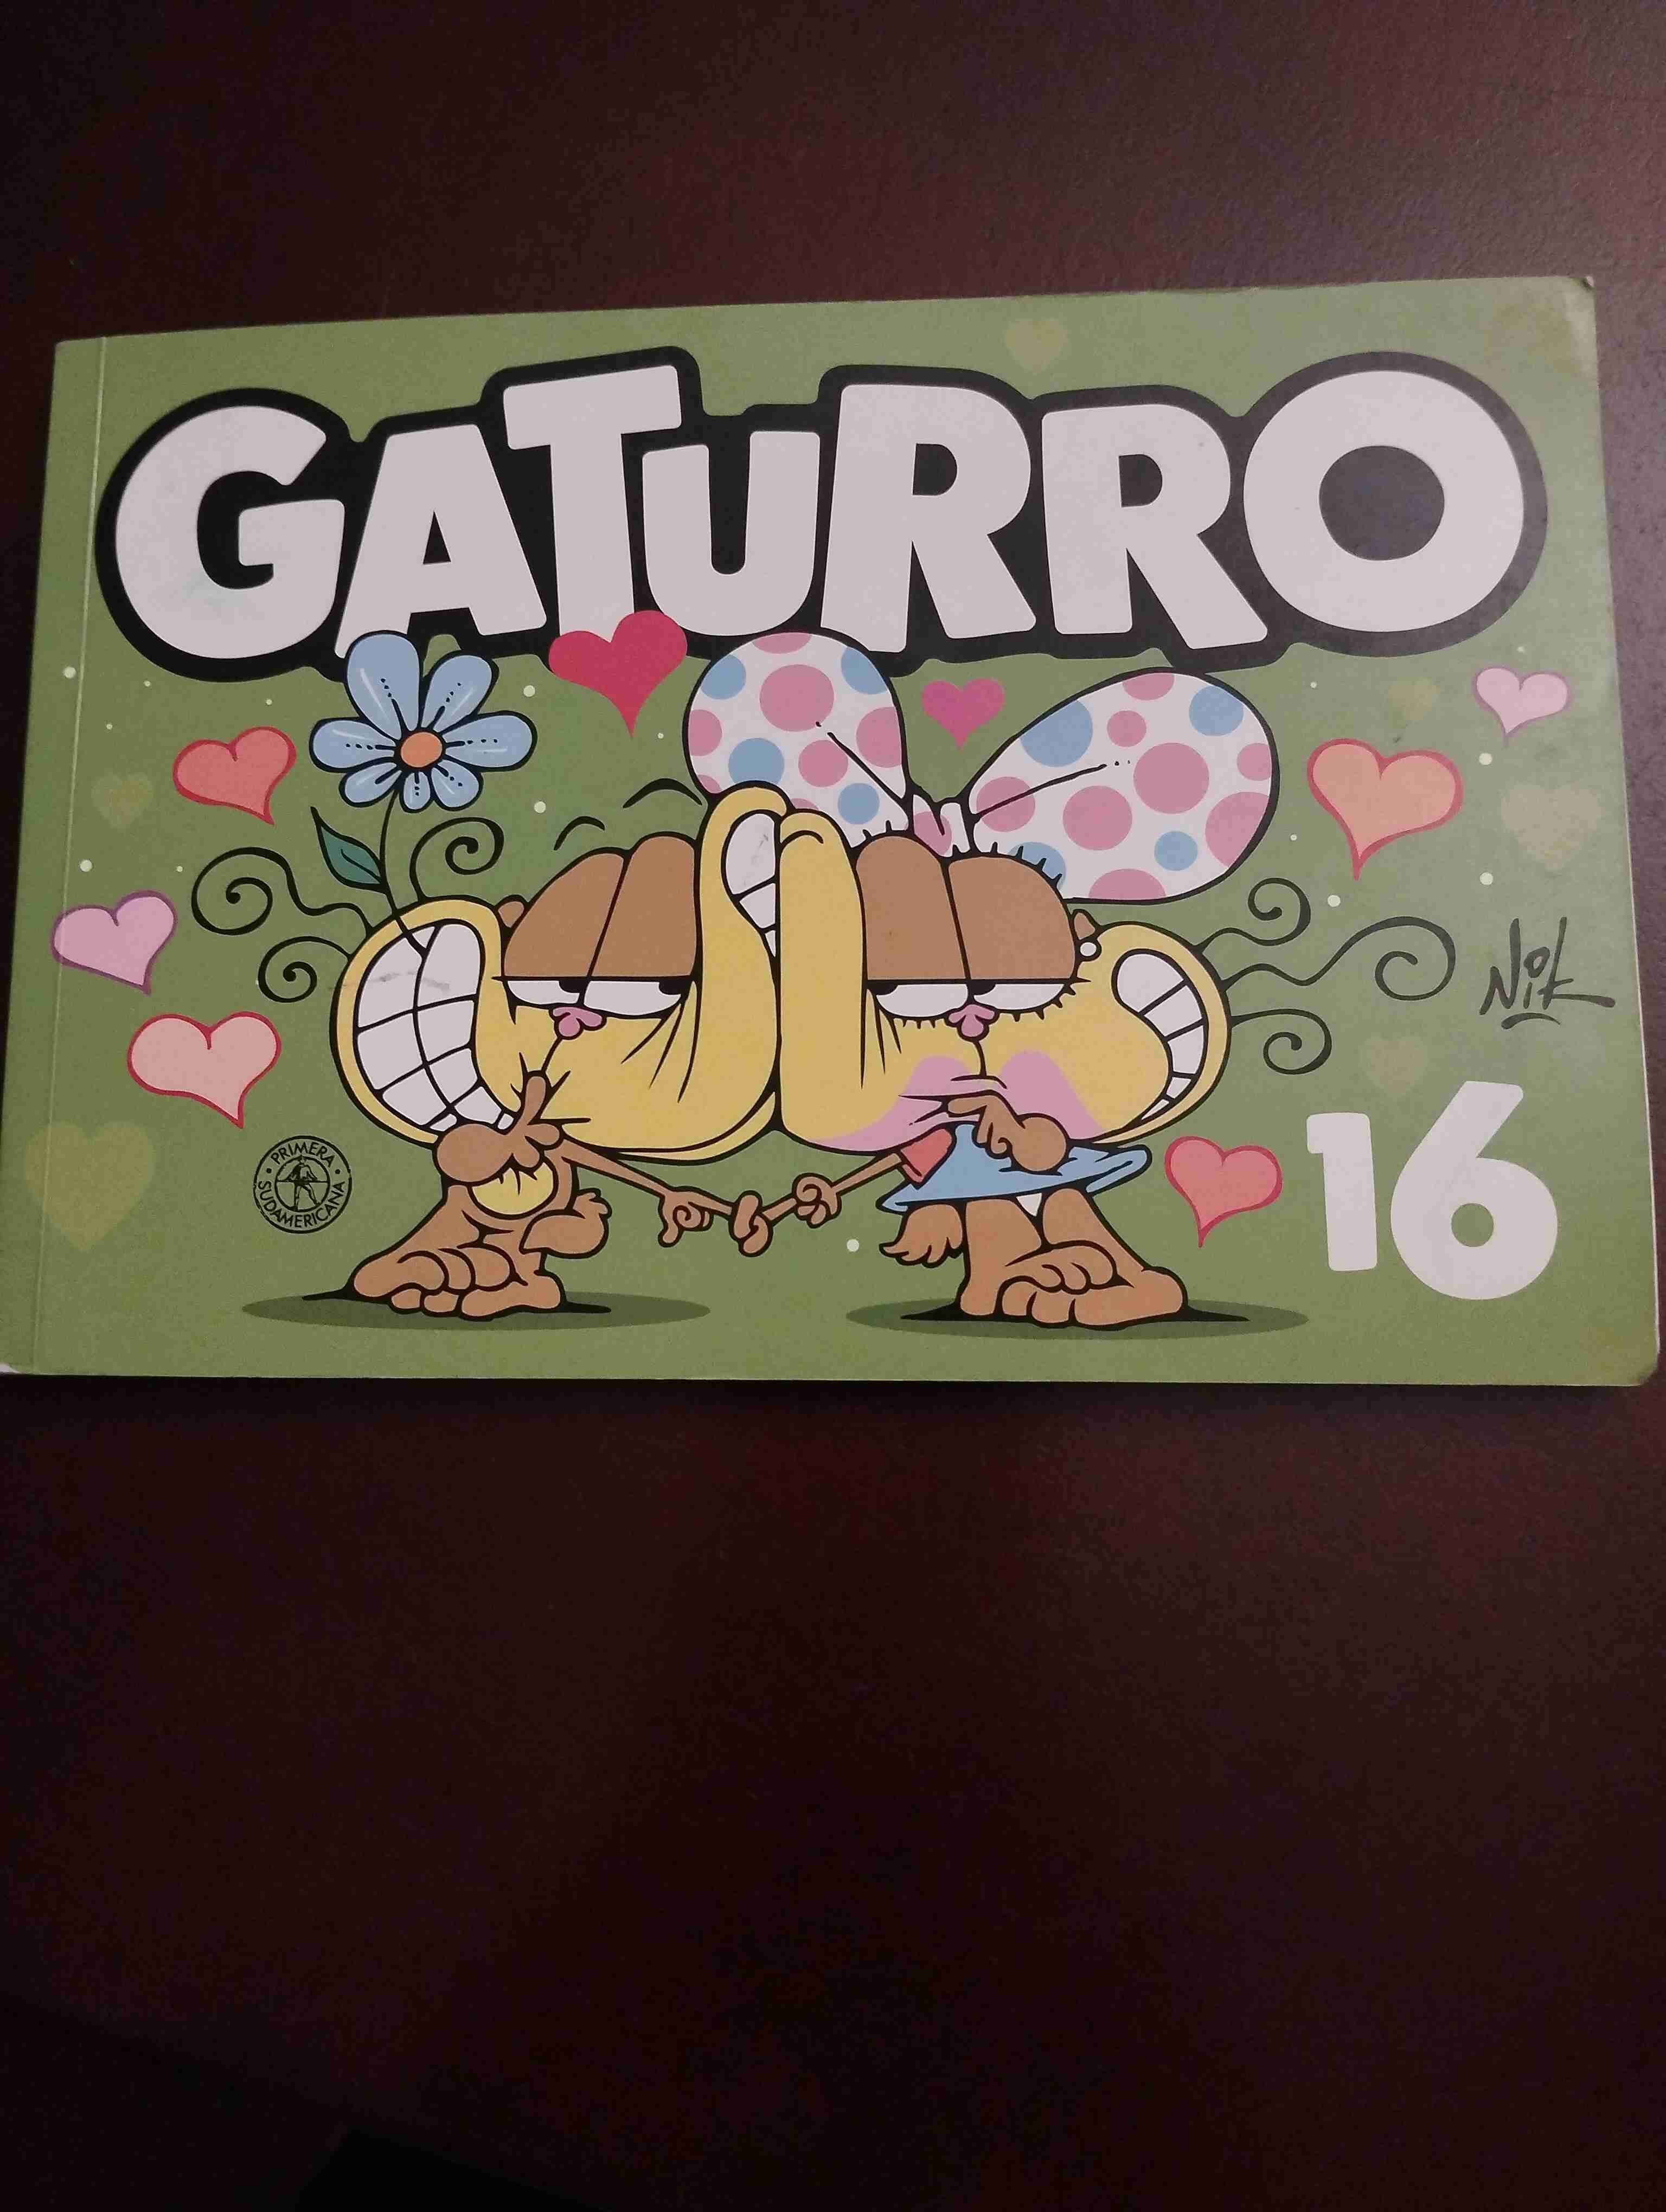 GATURRO
Nik
16
PRIMERA
SUDAMERICANA